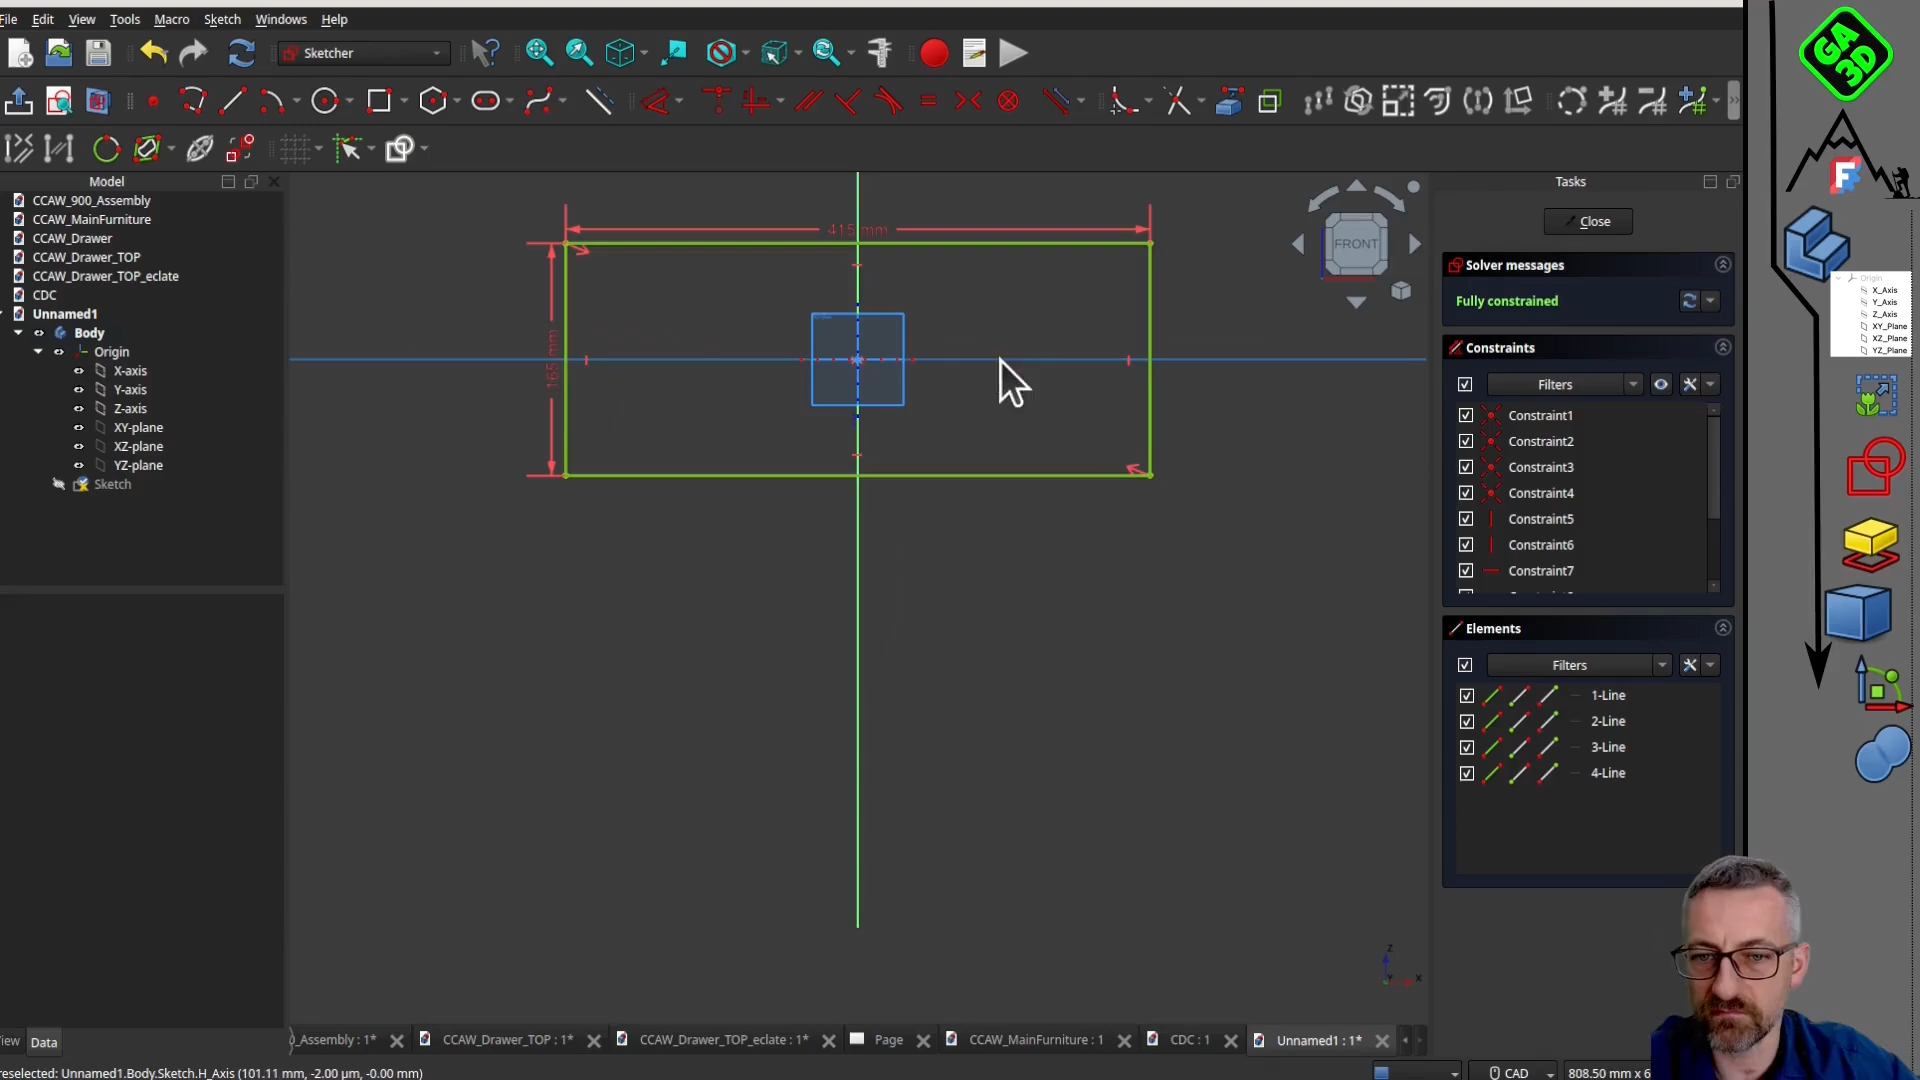 File Edit View Tools Macro Sketch Windows Help
Sketcher
Model
CCAW_900_Assembly
CCAW_MainFurniture
CCAW_Drawer
CCAW_Drawer_TOP
CCAW_Drawer_TOP_eclate
CDC
Unnamed1
Body
Origin
X-axis
Y-axis
Z-axis
XY-plane
XZ-plane
YZ-plane
Sketch
415 mm
165 mm
FRONT
Z
Y
X
Tasks
Close
Solver messages
Fully constrained
Constraints
Filters
Constraint1
Constraint2
Constraint3
Constraint4
Constraint5
Constraint6
Constraint7
Elements
Filters
1-Line
2-Line
3-Line
4-Line
GA
3D
F
Origin
X_Axis
Y_Axis
Z_Axis
XY_Plane
XZ_Plane
YZ_Plane
iew Data
_Assembly : 1* CCAW_Drawer_TOP : 1* CCAW_Drawer_TOP_eclate : 1* Page CCAW_MainFurniture : 1 CDC : 1 Unnamed1 : 1*
reselected: Unnamed1.Body.Sketch.H_Axis (101.11 mm, -2.00 µm, -0.00 mm)
CAD 808.50 mm x 6